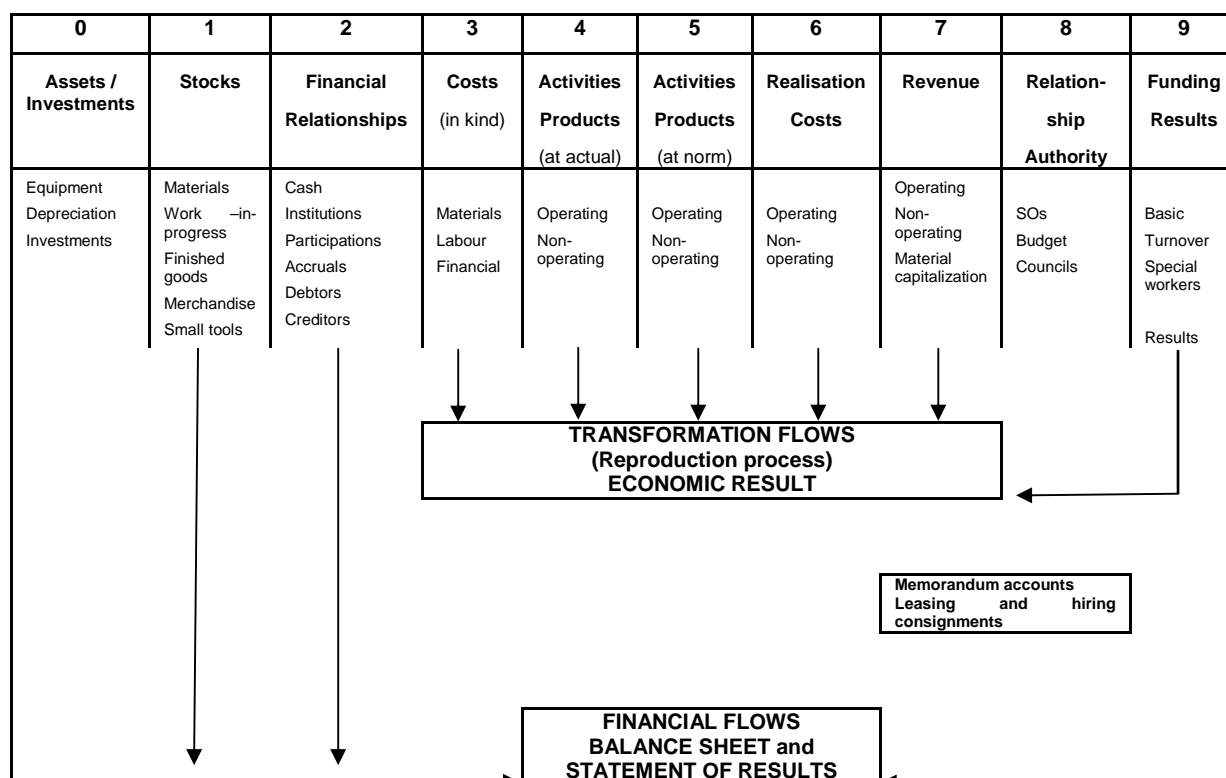 0 1 2 3 4 5 6 7 8 9
Assets /
Investments
Stocks
Financial
Relationships
Costs
(in kind)
Activities
Products
(at actual)
Activities
Products
(at norm)
Realisation
Costs
Revenue
Relation-
ship
Authority
Funding
Results
Equipment
Depreciation
Investments
Materials
Work –in-
progress
Finished
goods
Merchandise
Small tools
Cash
Institutions
Participations
Accruals
Debtors
Creditors
Materials
Labour
Financial
Operating
Non-
operating
Operating
Non-
operating
Operating
Non-
operating
Operating
Non-
operating
Material
capitalization
SOs
Budget
Councils
Basic
Turnover
Special
workers
Results
TRANSFORMATION FLOWS
(Reproduction process)
ECONOMIC RESULT
Memorandum accounts
Leasing and hiring
consignments
FINANCIAL FLOWS
BALANCE SHEET and
STATEMENT OF RESULTS